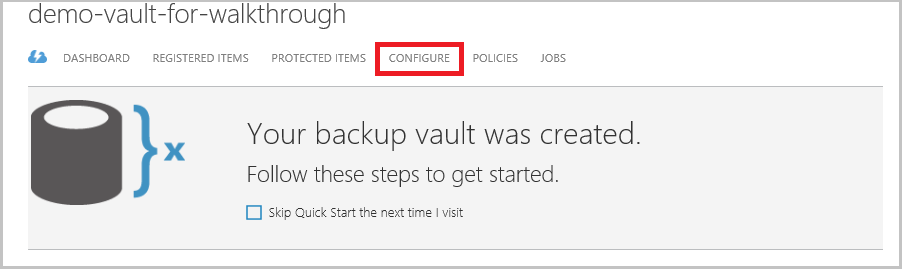 demo-vault-for-walkthrough
DASHBOARD REGISTERED ITEMS PROTECTED ITEMS CONFIGURE POLICIES JOBS
Your backup vault was created.
Follow these steps to get started.
Skip Quick Start the next time I visit